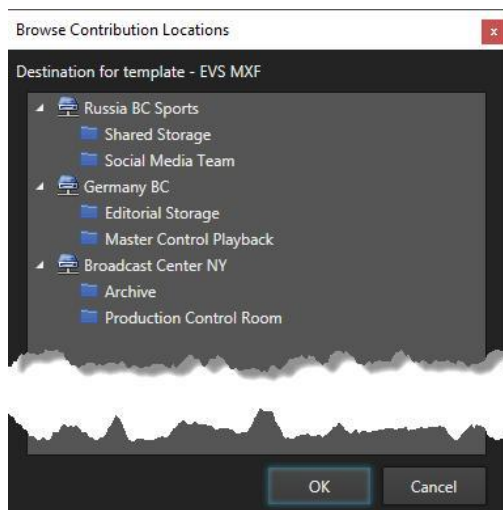 Browse Contribution Locations
x
Destination for template - EVS MXF
Russia BC Sports
Shared Storage
Social Media Team
Germany BC
Editorial Storage
Master Control Playback
Broadcast Center NY
Archive
Production Control Room
OK
Cancel